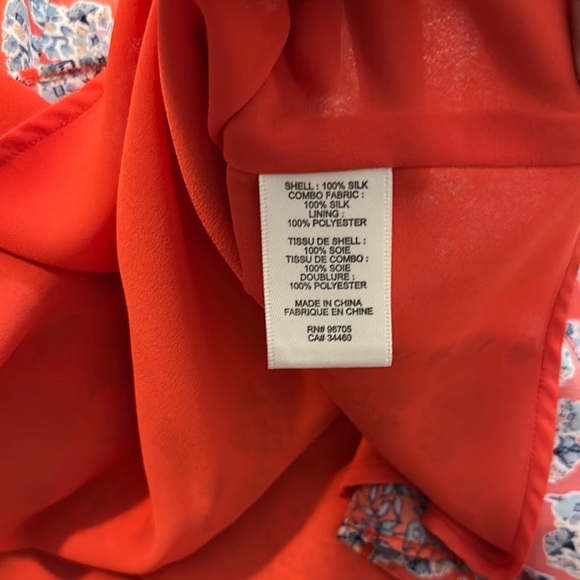 SHELL : 100% SILK
COMBO FABRIC :
100% SILK
LINING :
100% POLYESTER
TISSU DE SHELL :
100% SOIE
TISSU DE COMBO :
100% SOIE
DOUBLURE :
100% POLYESTER
MADE IN CHINA
FABRIQUE EN CHINE
RN# 96705
CA# 34460